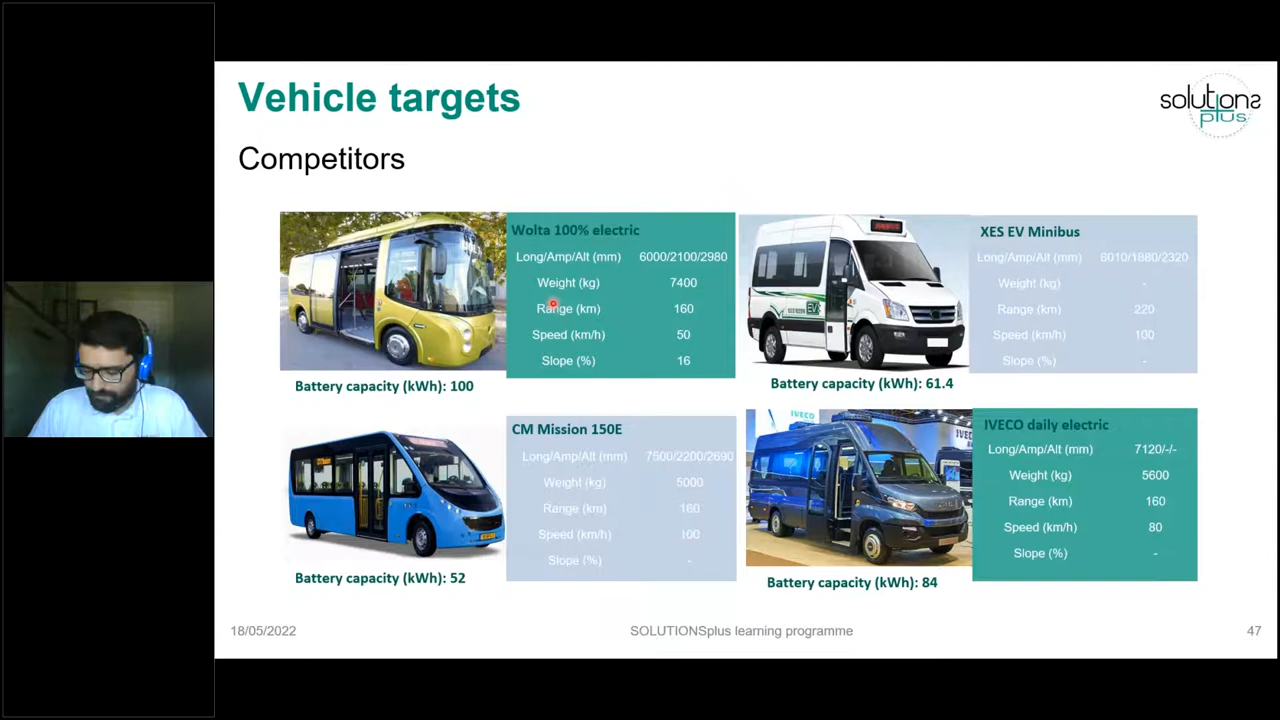 Vehicle targets
solutions
plus
Competitors
Wolta 100% electric
Long/Amp/Alt (mm) 6000/2100/2980
Weight (kg) 7400
Range (km) 160
Speed (km/h) 50
Slope (%) 16
Battery capacity (kWh): 100
XES EV Minibus
Long/Amp/Alt (mm) 6010/1880/2320
Weight (kg) -
Range (km) 220
Speed (km/h) 100
Slope (%) -
EV
Battery capacity (kWh): 61.4
CM Mission 150E
Long/Amp/Alt (mm) 7500/2200/2690
Weight (kg) 5000
Range (km) 160
Speed (km/h) 100
Slope (%) -
Battery capacity (kWh): 52
IVECO
IVECO daily electric
Long/Amp/Alt (mm) 7120/-/-
Weight (kg) 5600
Range (km) 160
Speed (km/h) 80
Slope (%) -
Battery capacity (kWh): 84
18/05/2022
SOLUTIONSplus learning programme
47